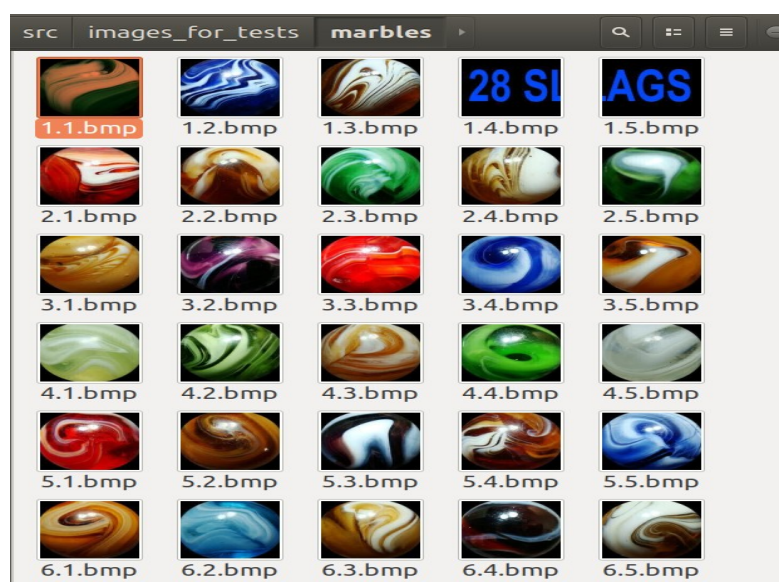 src images_for_tests marbles
28 SL LAGS
1.1.bmp 1.2.bmp 1.3.bmp 1.4.bmp 1.5.bmp
2.1.bmp 2.2.bmp 2.3.bmp 2.4.bmp 2.5.bmp
3.1.bmp 3.2.bmp 3.3.bmp 3.4.bmp 3.5.bmp
4.1.bmp 4.2.bmp 4.3.bmp 4.4.bmp 4.5.bmp
5.1.bmp 5.2.bmp 5.3.bmp 5.4.bmp 5.5.bmp
6.1.bmp 6.2.bmp 6.3.bmp 6.4.bmp 6.5.bmp